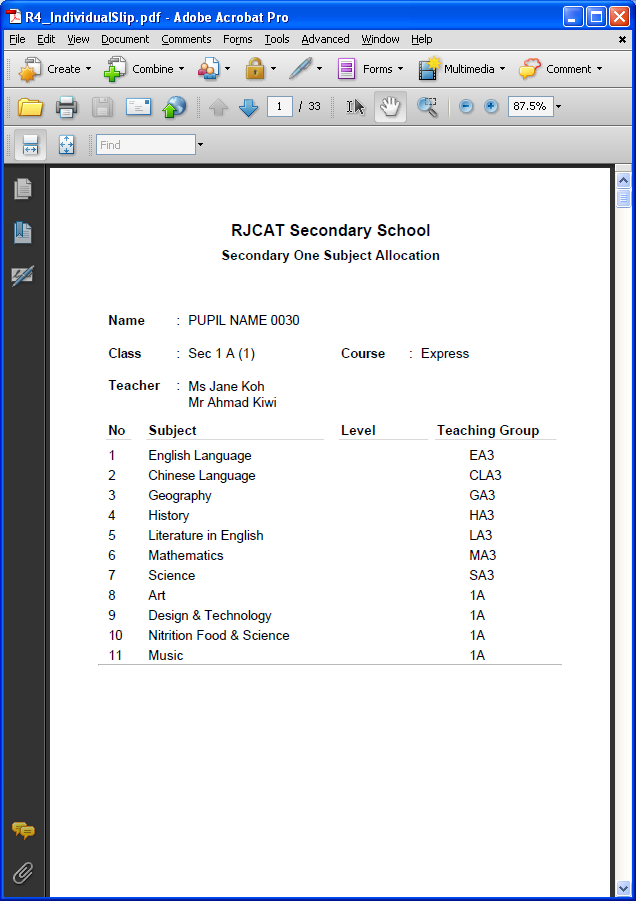 R4_IndividualSlip.pdf - Adobe Acrobat Pro
File Edit View Document Comments Forms Tools Advanced Window Help
Create Combine Forms Multimedia Comment
1 / 33 87.5%
Find
RJCAT Secondary School
Secondary One Subject Allocation
Name : PUPIL NAME 0030
Class : Sec 1 A (1) Course : Express
Teacher : Ms Jane Koh
Mr Ahmad Kiwi
No Subject Level Teaching Group
1 English Language EA3
2 Chinese Language CLA3
3 Geography GA3
4 History HA3
5 Literature in English LA3
6 Mathematics MA3
7 Science SA3
8 Art 1A
9 Design & Technology 1A
10 Nitrition Food & Science 1A
11 Music 1A